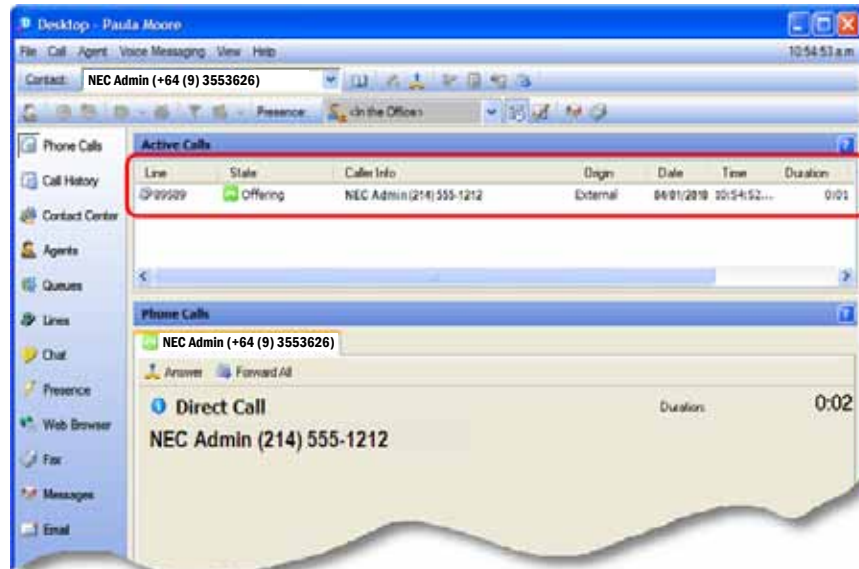 Desktop - Paula Moore
File Call Agent Voice Messaging View Help 10:54:53 a.m
Contact: NEC Admin (+64 (9) 3553626)
Presence: <In the Office>
Phone Calls
Call History
Contact Center
Agents
Queues
Lines
Chat
Presence
Web Browser
Fax
Messages
Email
Active Calls
Line State Caller Info Origin Date Time Duration
Offering NEC Admin (214) 555-1212 External 04/01/2010 10:54:52... 0:01
Phone Calls
NEC Admin (+64 (9) 3553626)
Answer Forward All
Direct Call Duration: 0:02
NEC Admin (214) 555-1212